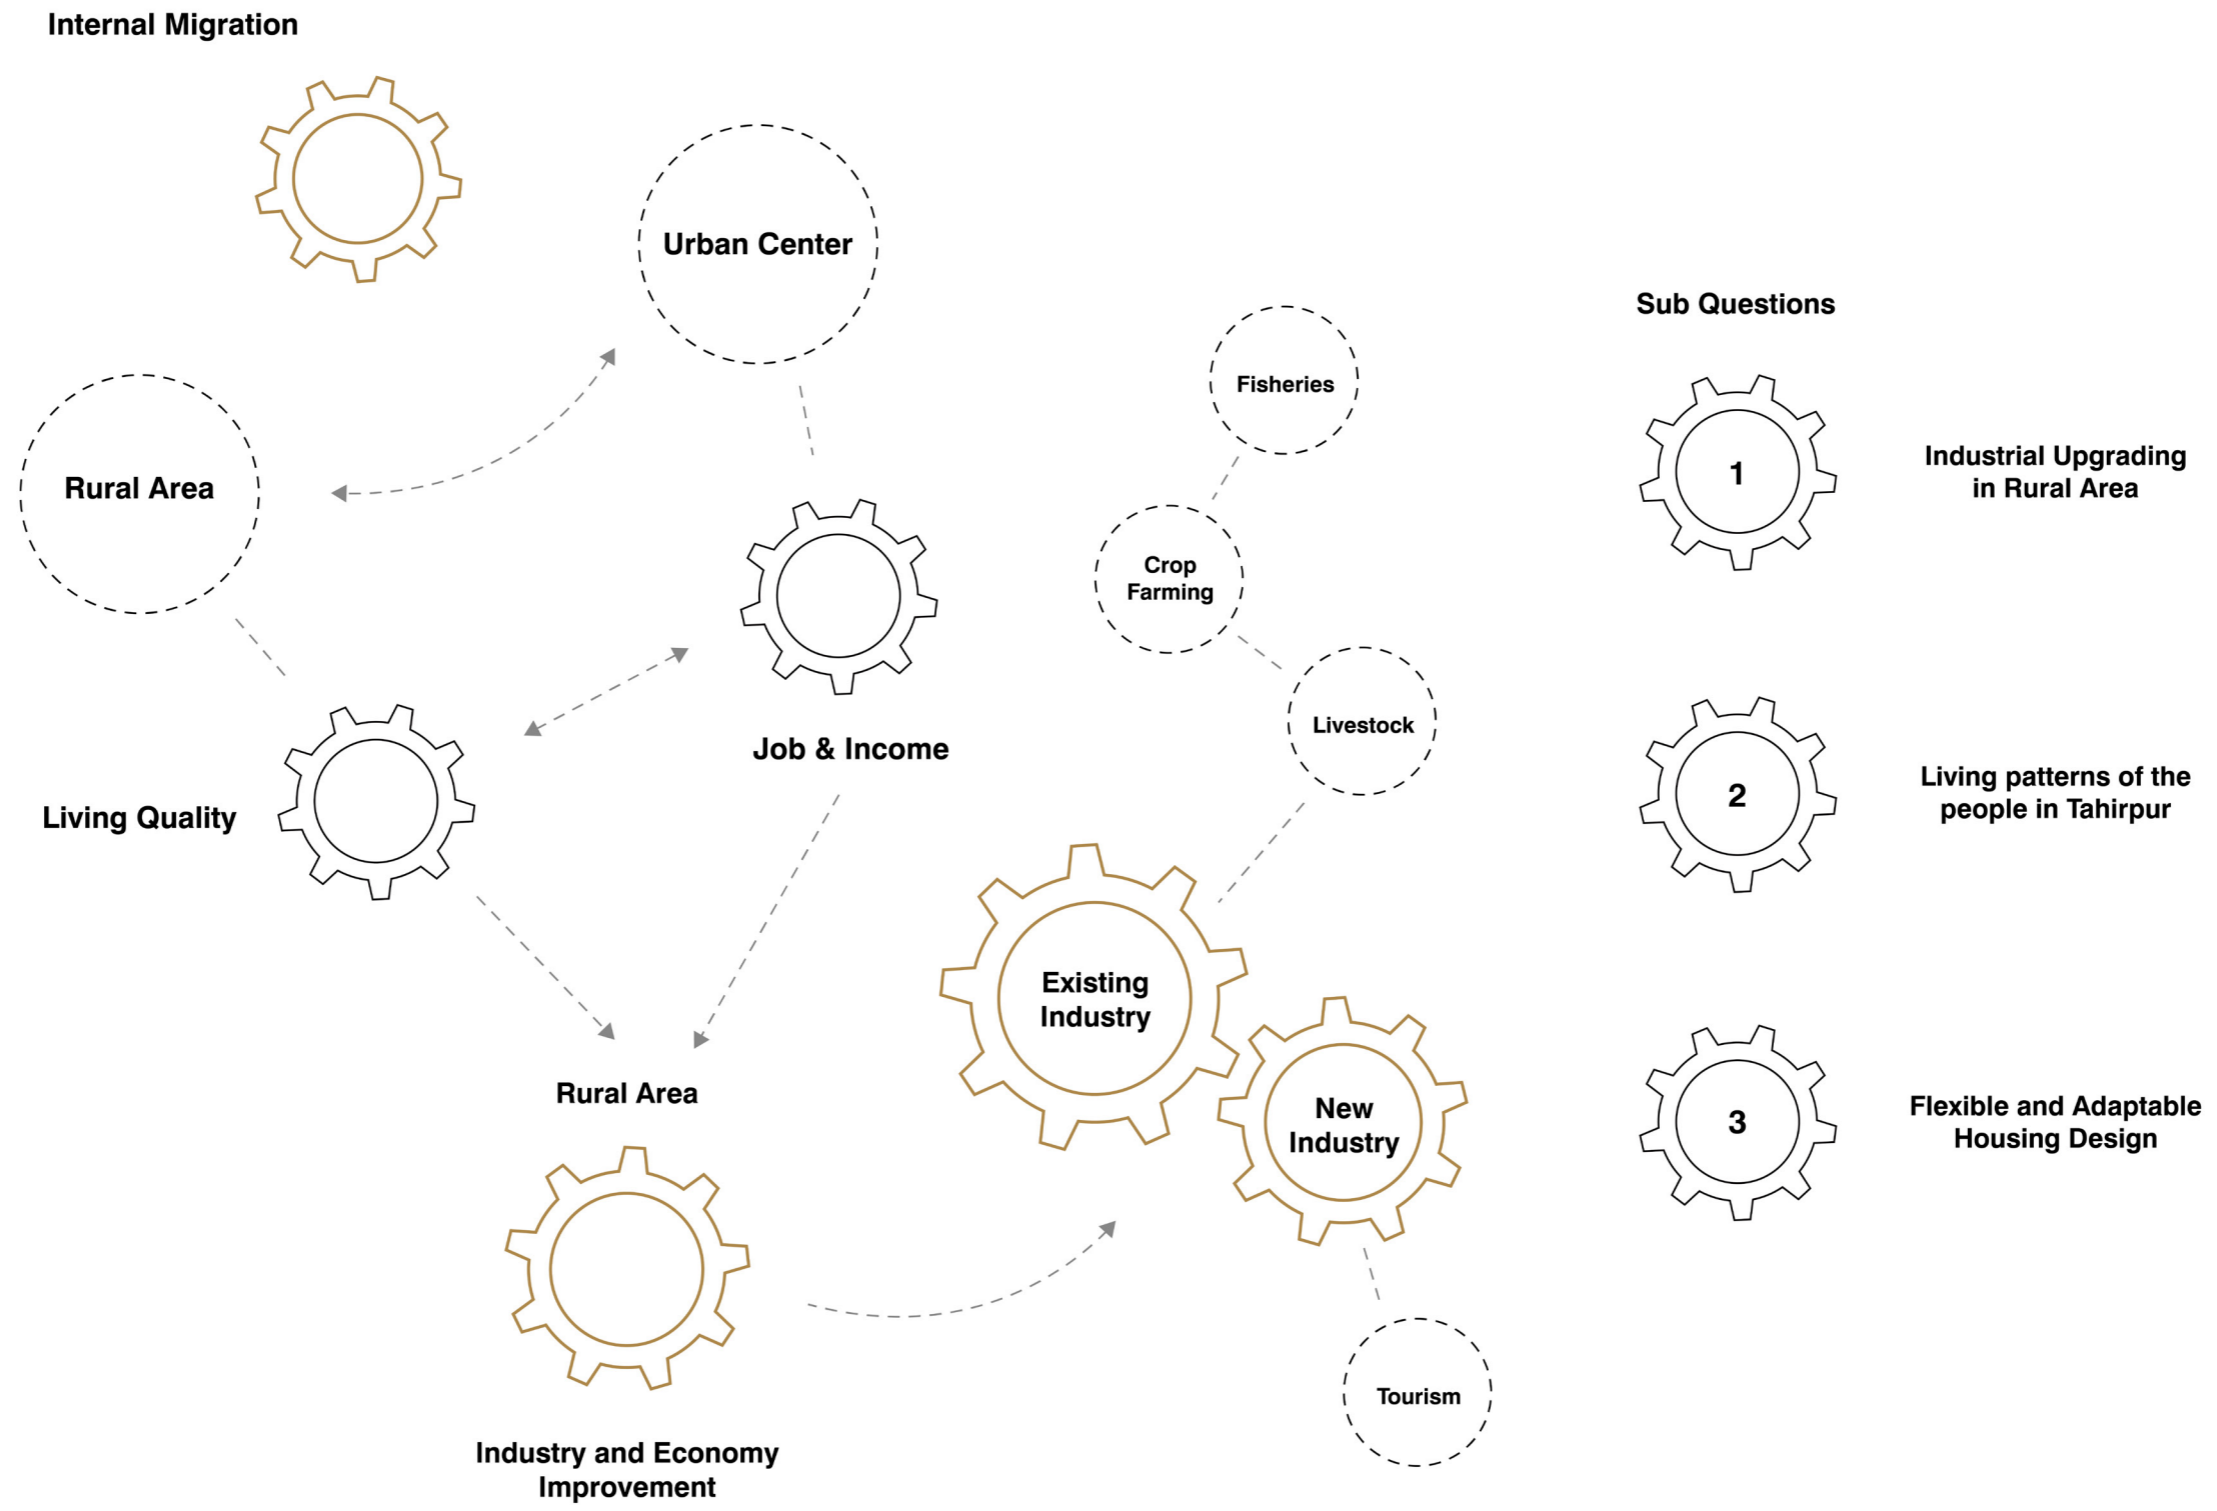 Internal Migration
Urban Center
Rural Area
Job & Income
Living Quality
Rural Area
Industry and Economy
Improvement
Fisheries
Crop
Farming
Livestock
Existing
Industry
New
Industry
Tourism
Sub Questions
1
Industrial Upgrading
in Rural Area
2
Living patterns of the
people in Tahirpur
3
Flexible and Adaptable
Housing Design